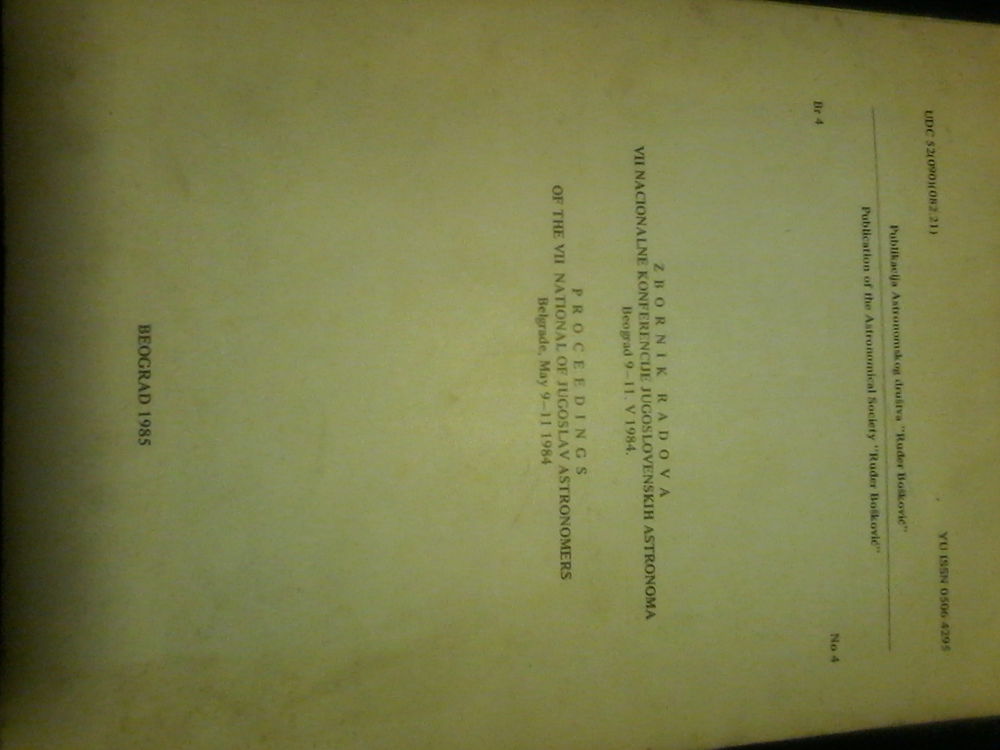 UDC 52(090)(082.21) YU ISSN 0506 4295
Publikacija Astronomskog društva "Ruđer Bošković"
Publication of the Astronomical Society "Ruđer Bošković"
Br 4 No 4
Z B O R N I K R A D O V A
VII NACIONALNE KONFERENCIJE JUGOSLOVENSKIH ASTRONOMA
Beograd 9–11. V 1984.
P R O C E E D I N G S
OF THE VII NATIONAL OF JUGOSLAV ASTRONOMERS
Belgrade, May 9–11 1984
BEOGRAD 1985